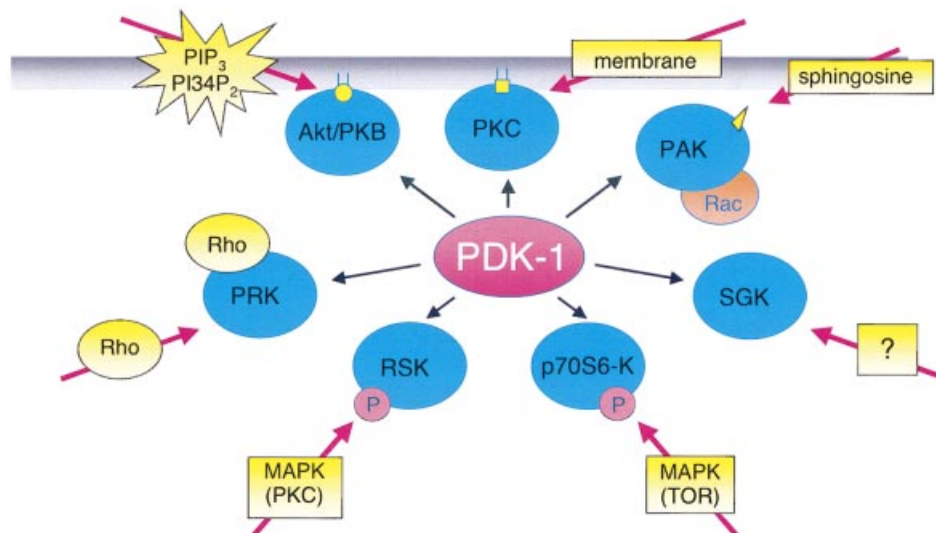 PIP3
PI34P2
membrane
sphingosine
Akt/PKB
PKC
PAK
Rac
Rho
PDK-1
PRK
SGK
Rho
?
RSK
p70S6-K
P
P
MAPK
(PKC)
MAPK
(TOR)